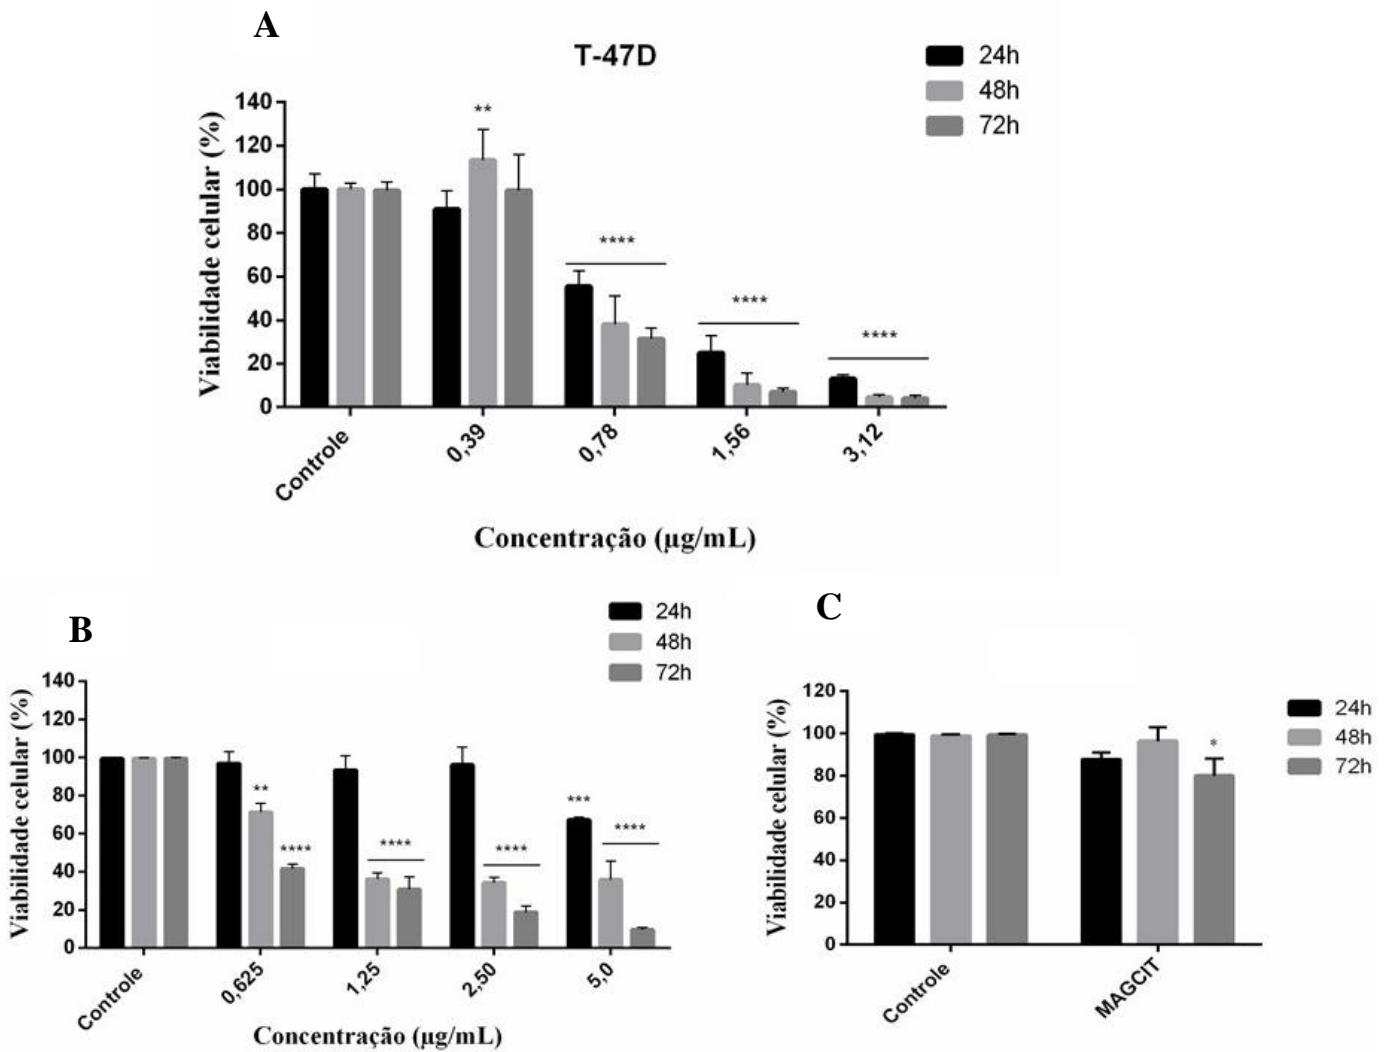 A
T-47D
24h
48h
72h
Viabilidade celular (%)
140
120
100
80
60
40
20
0
**
****
****
****
Controle
0,39
0,78
1,56
3,12
Concentração (µg/mL)
B
24h
48h
72h
Viabilidade celular (%)
140
120
100
80
60
40
20
0
**
****
****
****
***
****
Controle
0,625
1,25
2,50
5,0
Concentração (µg/mL)
C
24h
48h
72h
Viabilidade celular (%)
120
100
80
60
40
20
0
*
Controle
MAGCIT